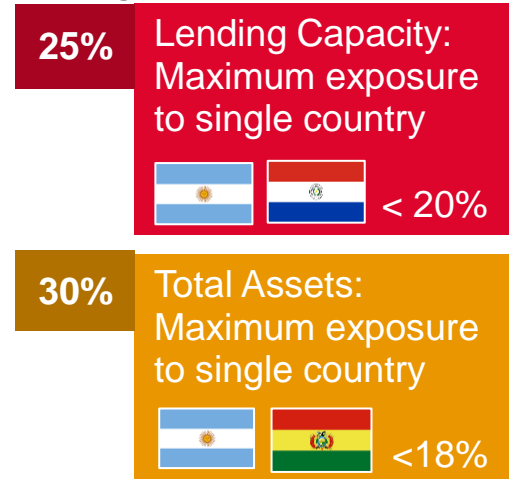 25%
Lending Capacity:
Maximum exposure
to single country
< 20%
30%
Total Assets:
Maximum exposure
to single country
<18%